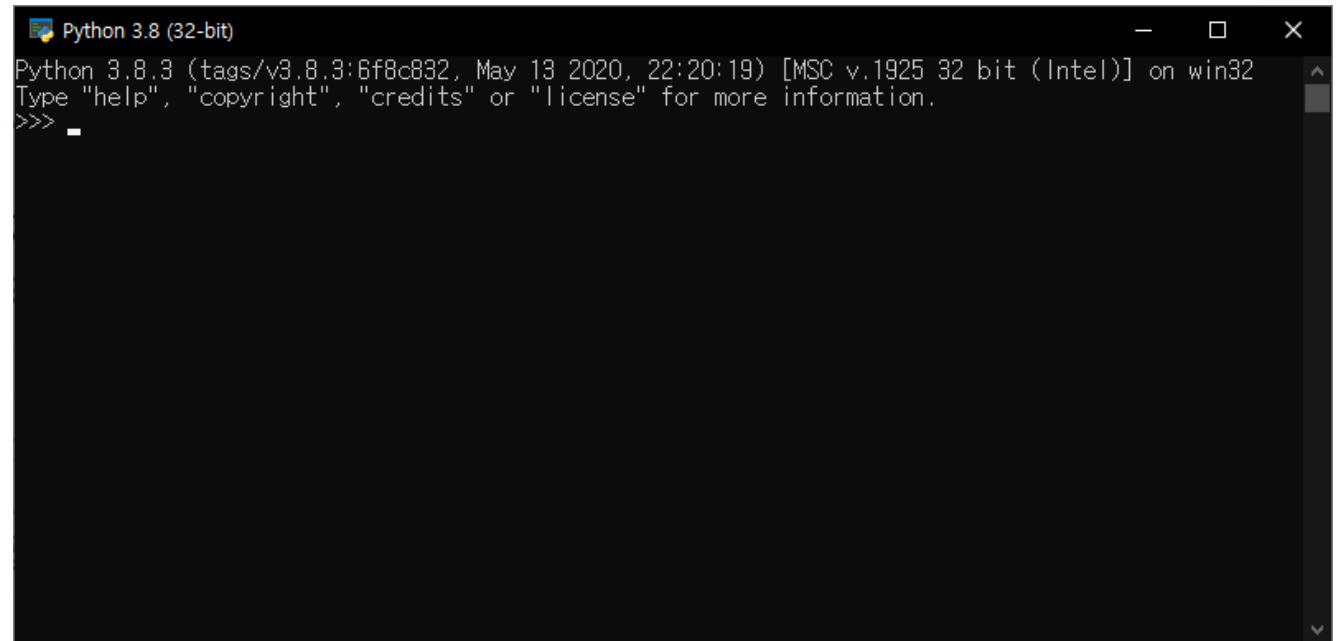 Python 3.8 (32-bit)
Python 3.8.3 (tags/v3.8.3:6f8c832, May 13 2020, 22:20:19) [MSC v.1925 32 bit (Intel)] on win32
Type "help", "copyright", "credits" or "license" for more information.
>>>